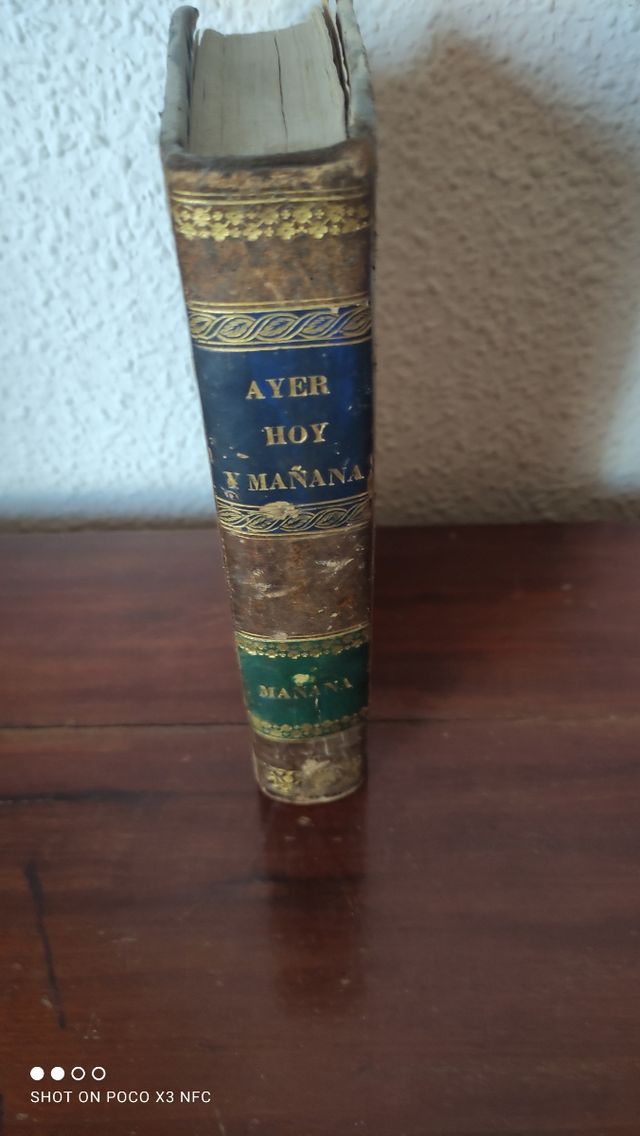 AYER
HOY
Y MAÑANA
MAÑANA
SHOT ON POCO X3 NFC